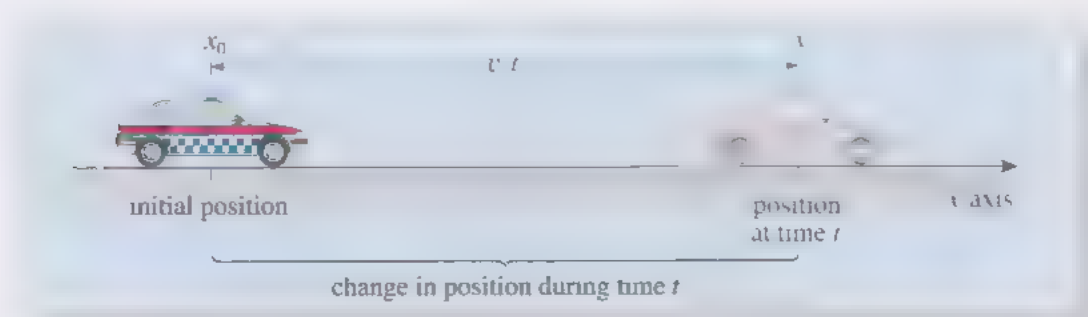 x₀
x
v t
initial position
position
at time t
x axis
change in position during time t